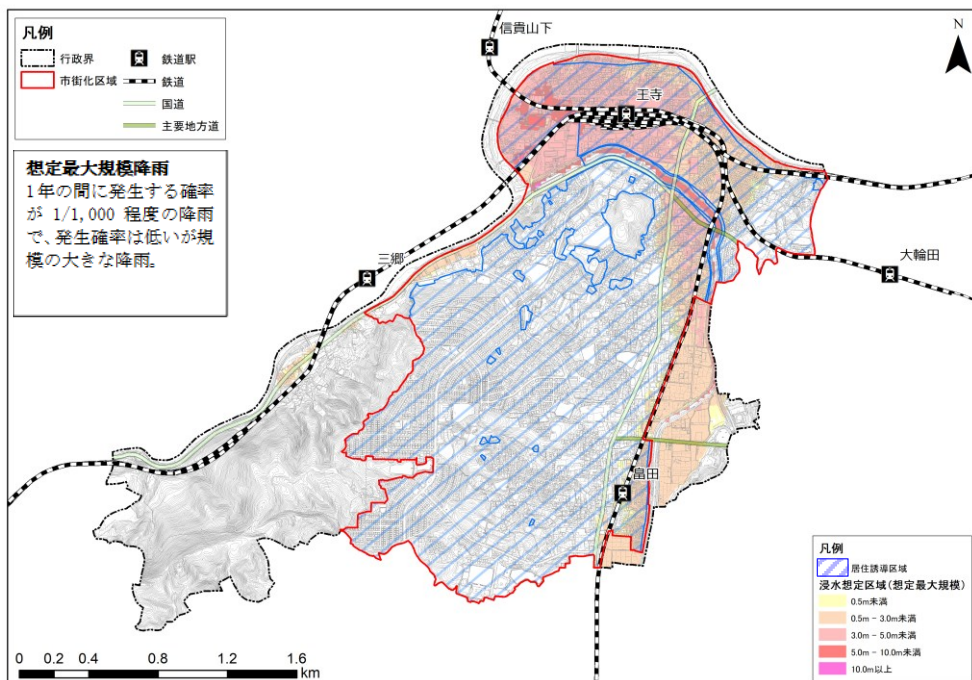 凡例
行政界
鉄道駅
市街化区域
鉄道
国道
主要地方道
想定最大規模降雨
1年の間に発生する確率
が 1/1,000 程度の降雨
で、発生確率は低いが規
模の大きな降雨。
信貴山下
N
王寺
三郷
大輪田
畠田
0 0.2 0.4 0.8 1.2 1.6
km
凡例
居住誘導区域
浸水想定区域(想定最大規模)
0.5m未満
0.5m - 3.0m未満
3.0m - 5.0m未満
5.0m - 10.0m未満
10.0m以上